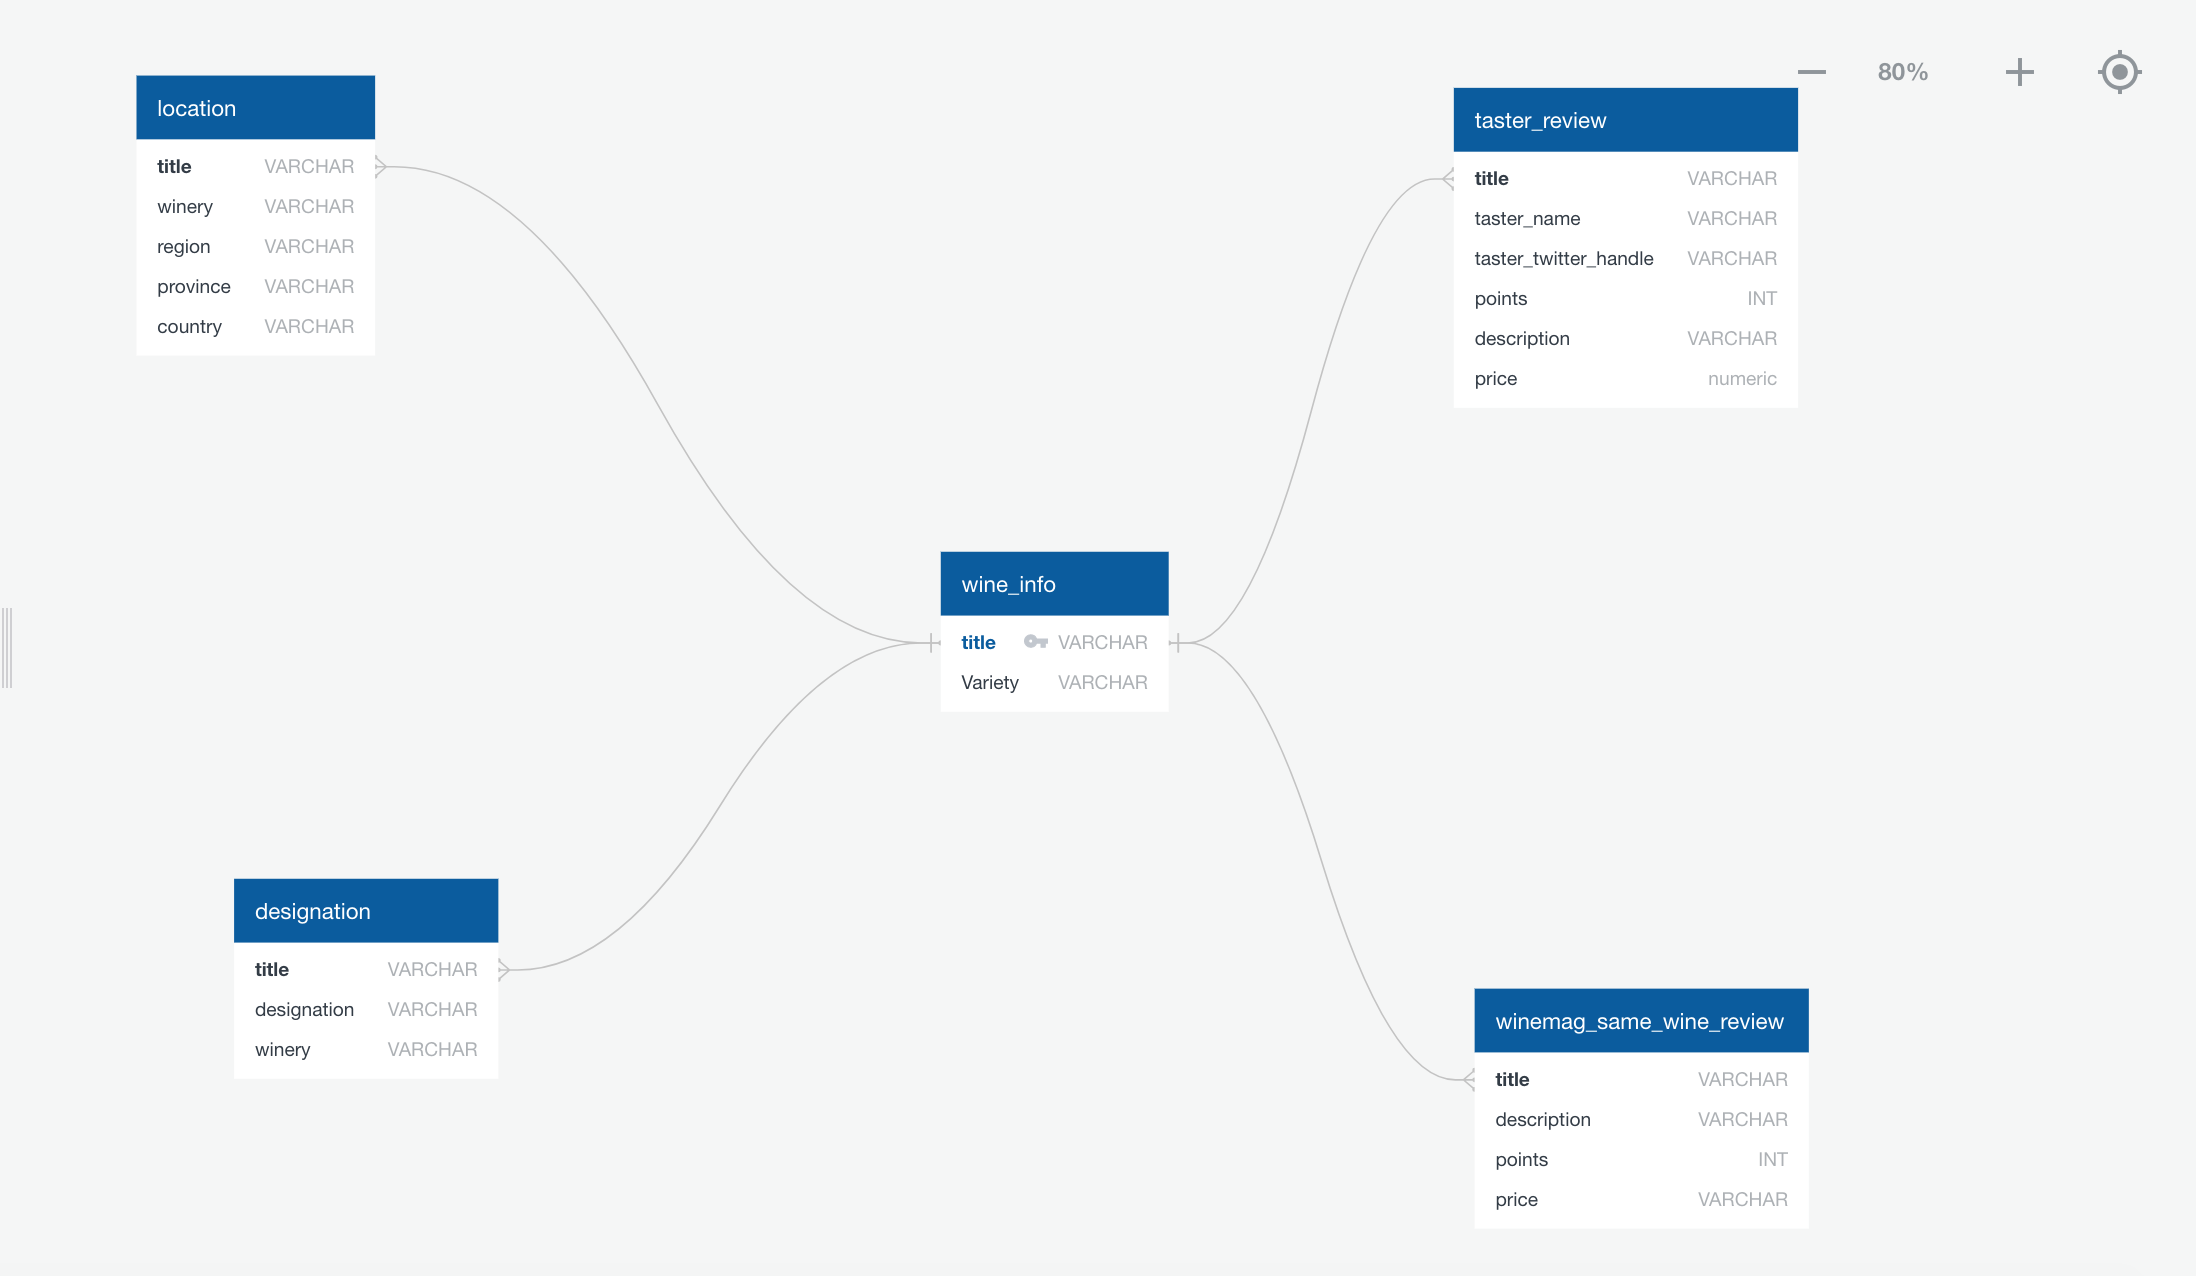 80%
location
title VARCHAR
winery VARCHAR
region VARCHAR
province VARCHAR
country VARCHAR
taster_review
title VARCHAR
taster_name VARCHAR
taster_twitter_handle VARCHAR
points INT
description VARCHAR
price numeric
wine_info
title VARCHAR
Variety VARCHAR
designation
title VARCHAR
designation VARCHAR
winery VARCHAR
winemag_same_wine_review
title VARCHAR
description VARCHAR
points INT
price VARCHAR